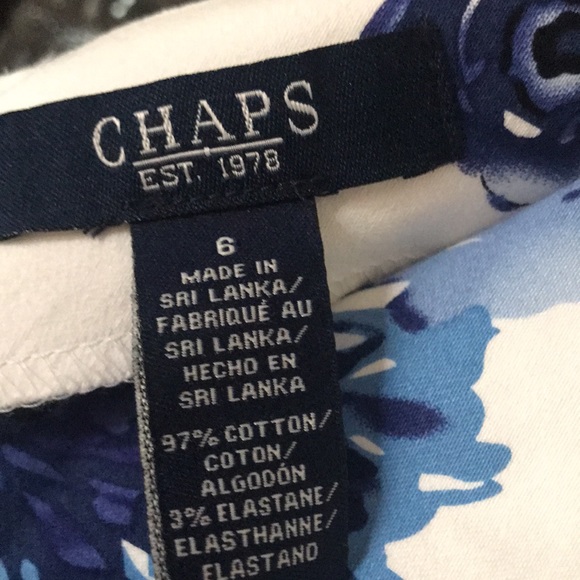 CHAPS
EST. 1978
6
MADE IN
SRI LANKA/
FABRIQUÉ AU
SRI LANKA/
HECHO EN
SRI LANKA
97% COTTON/
COTON/
ALGODÓN
3% ELASTANE/
ELASTHANNE/
ELASTANO